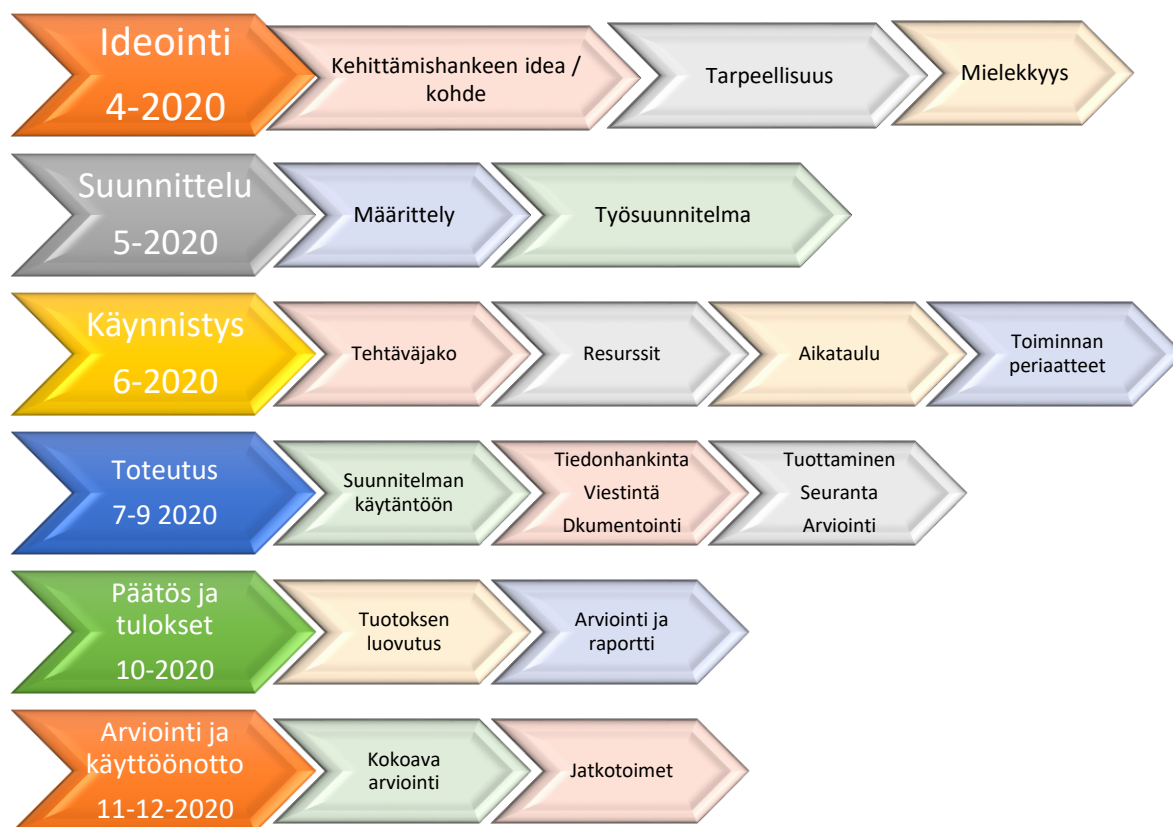 Ideointi
4-2020
Kehittämishankeen idea /
kohde
Tarpeellisuus
Mielekkyys
Suunnittelu
5-2020
Määrittely
Työsuunnitelma
Käynnistys
6-2020
Tehtäväjako
Resurssit
Aikataulu
Toiminnan
periaatteet
Toteutus
7-9 2020
Suunnitelman
käytäntöön
Tiedonhankinta
Viestintä
Dkumentointi
Tuottaminen
Seuranta
Arviointi
Päätös ja
tulokset
10-2020
Tuotoksen
luovutus
Arviointi ja
raportti
Arviointi ja
käyttöönotto
11-12-2020
Kokoava
arviointi
Jatkotoimet